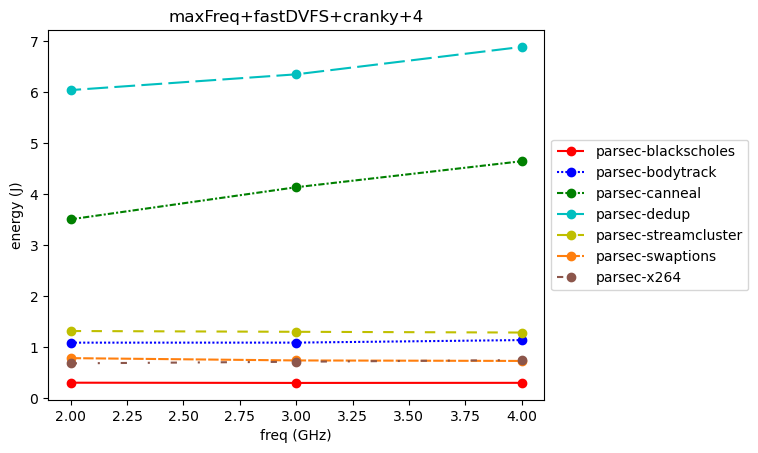 maxFreq+fastDVFS+cranky+4
7
6
5
4
3
2
1
0
energy (J)
2.00 2.25 2.50 2.75 3.00 3.25 3.50 3.75 4.00
freq (GHz)
parsec-blackscholes
parsec-bodytrack
parsec-canneal
parsec-dedup
parsec-streamcluster
parsec-swaptions
parsec-x264